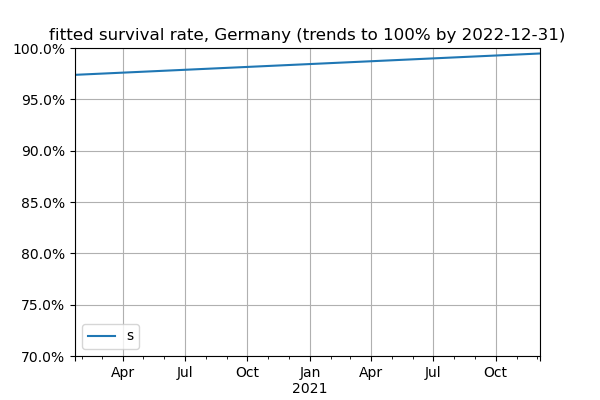 fitted survival rate, Germany (trends to 100% by 2022-12-31)
100.0%
95.0%
90.0%
85.0%
80.0%
75.0%
70.0%
s
Apr Jul Oct Jan Apr Jul Oct
2021